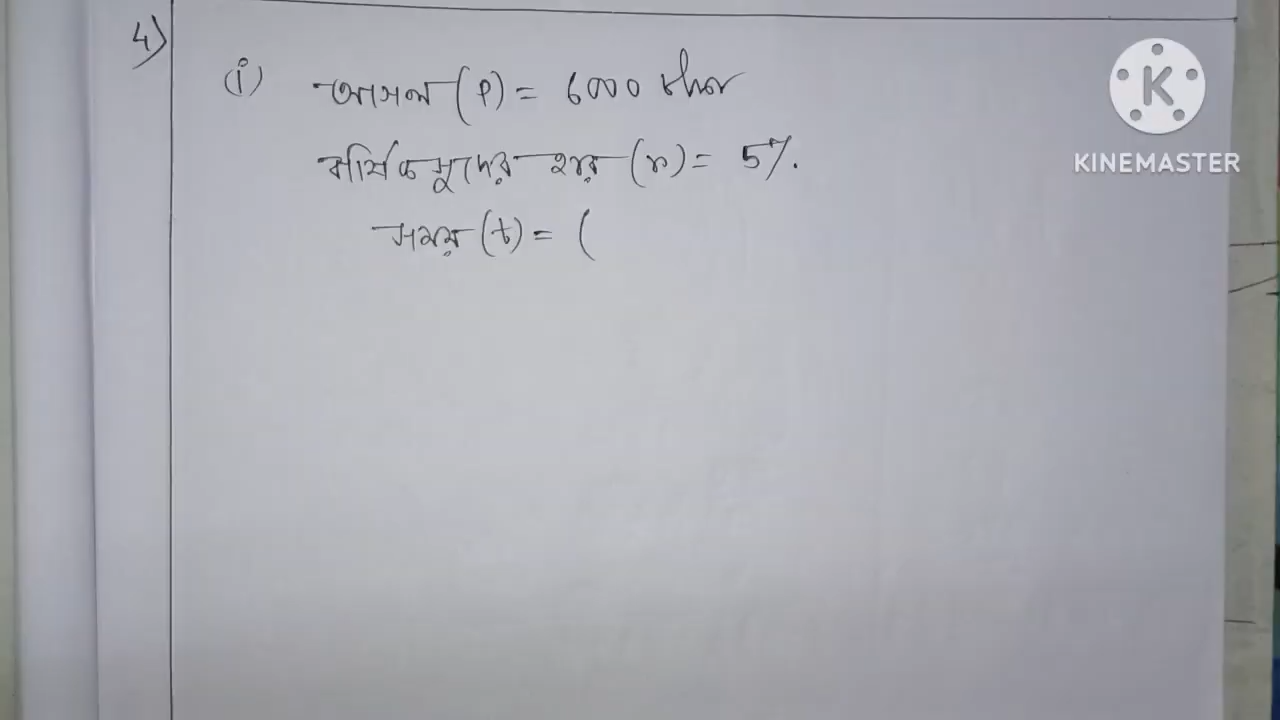 4)
(i) আসল (P) = 6000 টাকা
বার্ষিক সুদের হার (r) = 5%.
সময় (t) = (
KINEMASTER